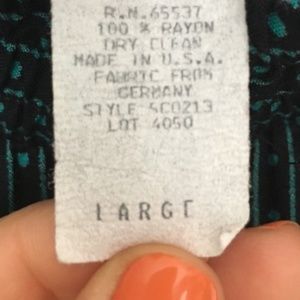 R.N. 65537
100 % RAYON
DRY CLEAN
MADE IN U.S.A.
FABRIC FROM
GERMANY
STYLE 5C0213
LOT 4050
LARGE